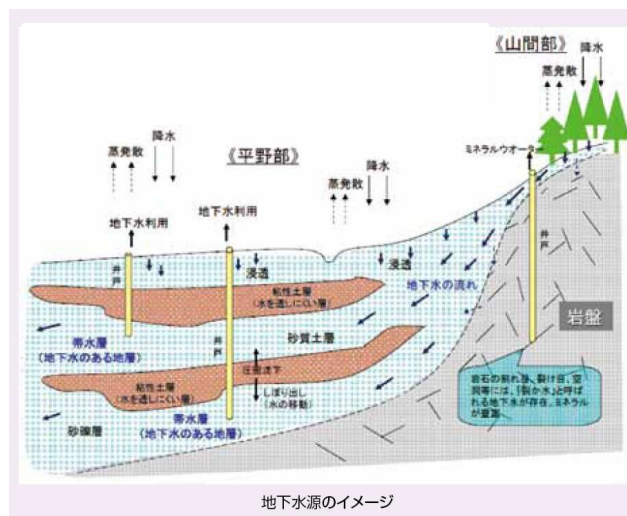 《山間部》
降水
蒸発散
ミネラルウオーター
降水
蒸発散
《平野部》
降水
蒸発散
地下水利用
地下水利用
井戸
浸透
浸透
地下水の流れ
粘性土層
(水を透しにくい層)
井戸
岩盤
帯水層
(地下水のある地層)
井戸
砂質土層
粘性土層
(水を透しにくい層)
しぼり出し
(水の移動)
砂礫層
帯水層
(地下水のある地層)
岩石の割れ目、裂け目、空
洞等には、「裂か水」と呼ば
れる地下水が存在、ミネラル
が豊富
地下水源のイメージ